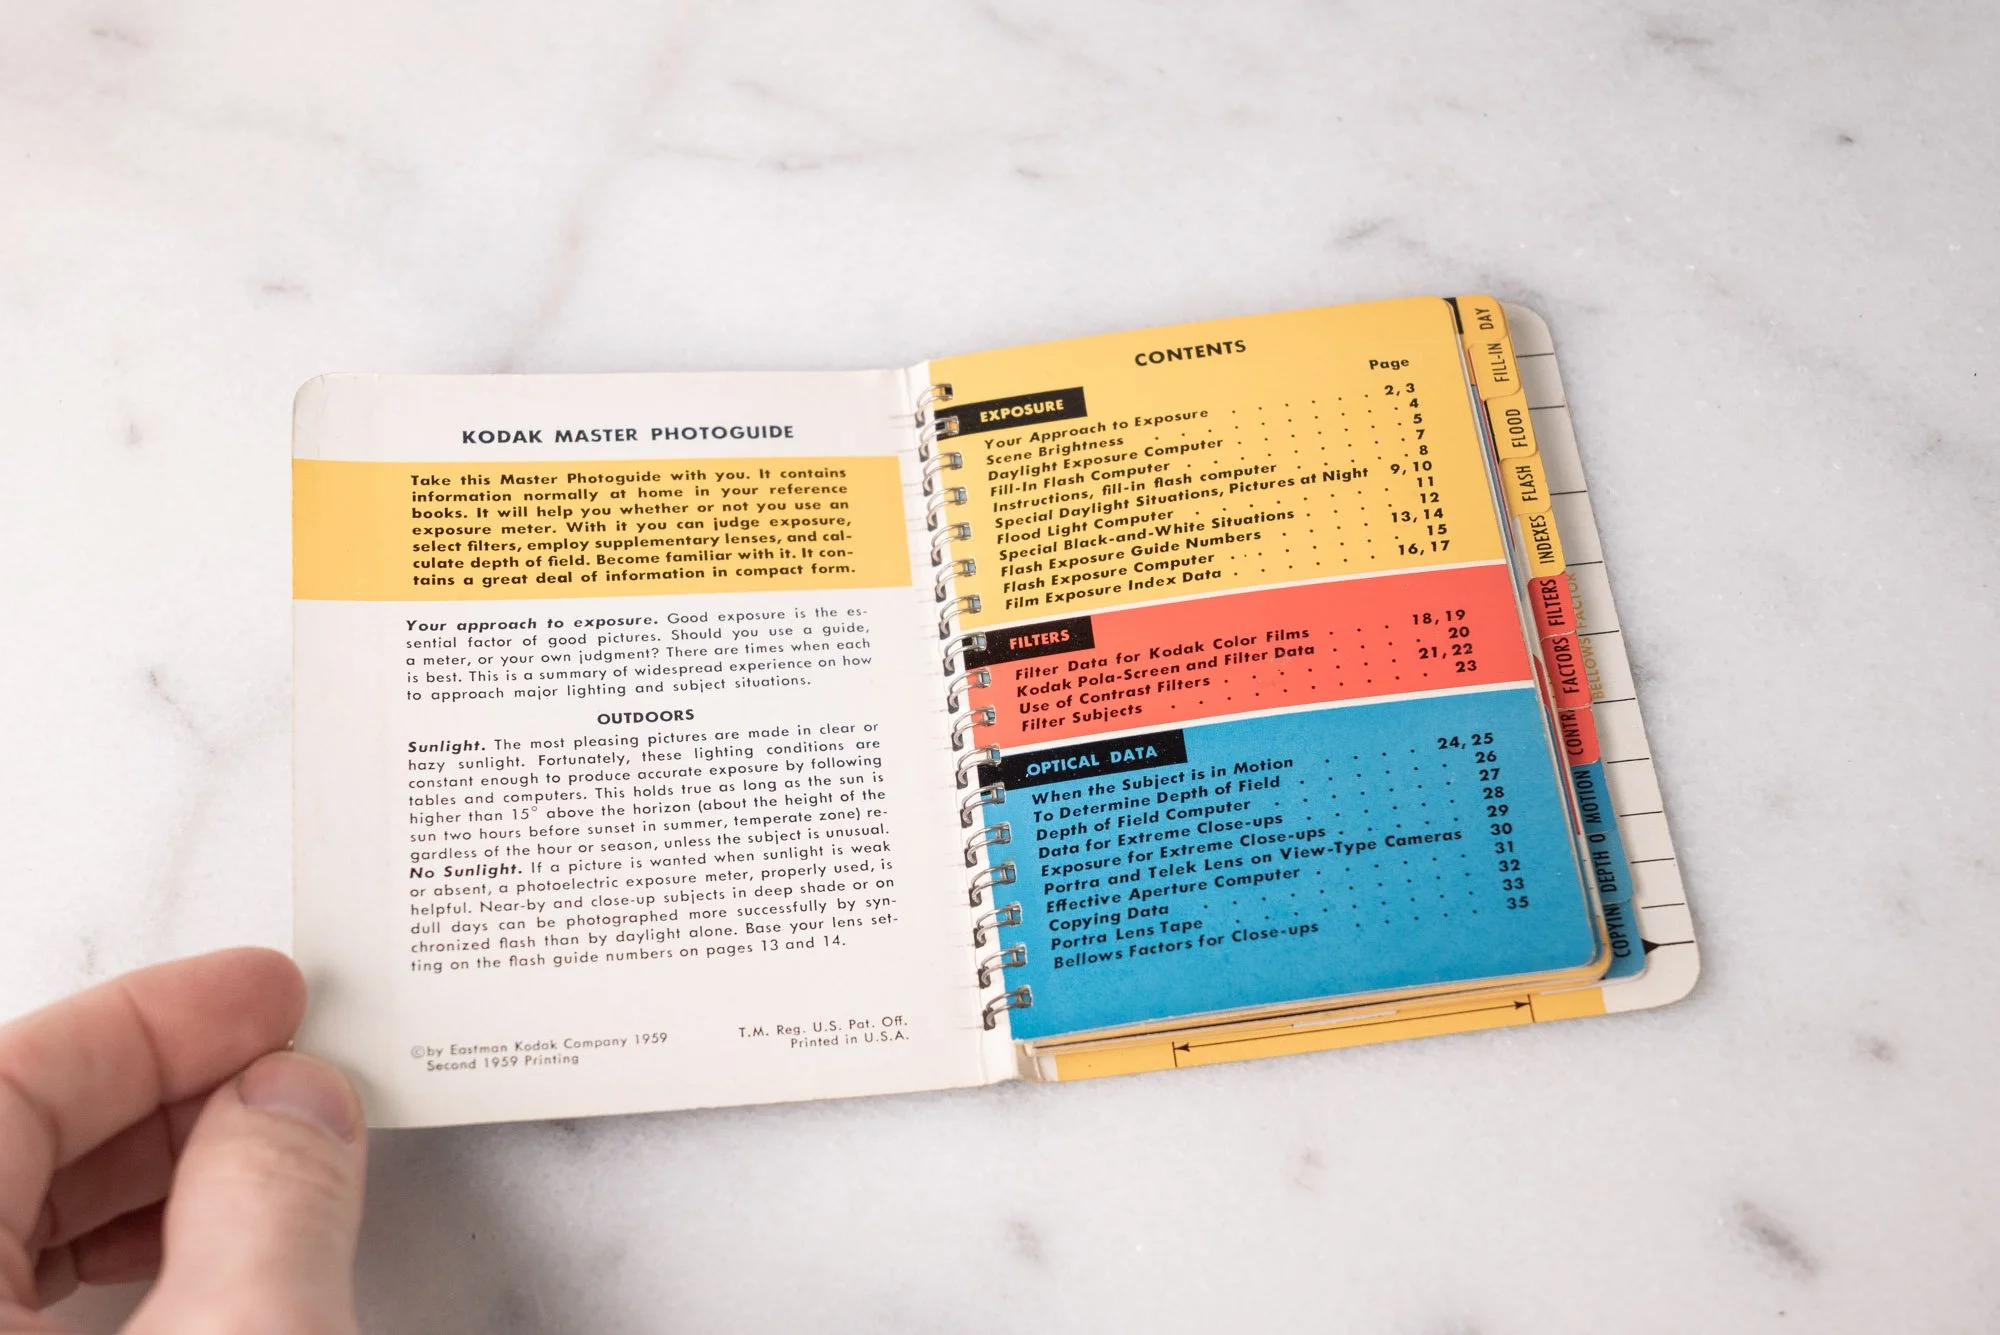 KODAK MASTER PHOTOGUIDE
Take this Master Photoguide with you. It contains
information normally at home in your reference
books. It will help you whether or not you use an
exposure meter. With it you can judge exposure,
select filters, employ supplementary lenses, and cal-
culate depth of field. Become familiar with it. It con-
tains a great deal of information in compact form.
Your approach to exposure. Good exposure is the es-
sential factor of good pictures. Should you use a guide,
a meter, or your own judgment? There are times when each
is best. This is a summary of widespread experience on how
to approach major lighting and subject situations.
OUTDOORS
Sunlight. The most pleasing pictures are made in clear or
hazy sunlight. Fortunately, these lighting conditions are
constant enough to produce accurate exposure by following
tables and computers. This holds true as long as the sun is
higher than 15° above the horizon (about the height of the
sun two hours before sunset in summer, temperate zone) re-
gardless of the hour or season, unless the subject is unusual.
No Sunlight. If a picture is wanted when sunlight is weak
or absent, a photoelectric exposure meter, properly used, is
helpful. Near-by and close-up subjects in deep shade or on
dull days can be photographed more successfully by syn-
chronized flash than by daylight alone. Base your lens set-
ting on the flash guide numbers on pages 13 and 14.
©by Eastman Kodak Company 1959
Second 1959 Printing
T.M. Reg. U.S. Pat. Off.
Printed in U.S.A.
CONTENTS
Page
EXPOSURE
Your Approach to Exposure . . . . . . 2, 3
Scene Brightness . . . . . . . . 4
Daylight Exposure Computer . . . . . . 5
Fill-In Flash Computer . . . . . . . 7
Instructions, fill-in flash computer . . . . . 8
Special Daylight Situations, Pictures at Night 9, 10
Flood Light Computer . . . . . . . 11
Special Black-and-White Situations . . . . 12
Flash Exposure Guide Numbers . . . . 13, 14
Flash Exposure Computer . . . . . . 15
Film Exposure Index Data . . . . . . 16, 17
FILTERS
Filter Data for Kodak Color Films . . . 18, 19
Kodak Pola-Screen and Filter Data . . . . 20
Use of Contrast Filters . . . . . . 21, 22
Filter Subjects . . . . . . . . 23
OPTICAL DATA
When the Subject is in Motion . . . . 24, 25
To Determine Depth of Field . . . . . 26
Depth of Field Computer . . . . . . 27
Data for Extreme Close-ups . . . . . 28
Exposure for Extreme Close-ups . . . . . 29
Portra and Telek Lens on View-Type Cameras 30
Effective Aperture Computer . . . . . 31
Copying Data . . . . . . . . 32
Portra Lens Tape . . . . . . . . 33
Bellows Factors for Close-ups . . . . . 35
DAY
FILL-IN
FLOOD
FLASH
INDEXES
FILTERS
FACTORS
CONTR
MOTION
DEPTH O
COPYIN
BELLOWS FACTOR